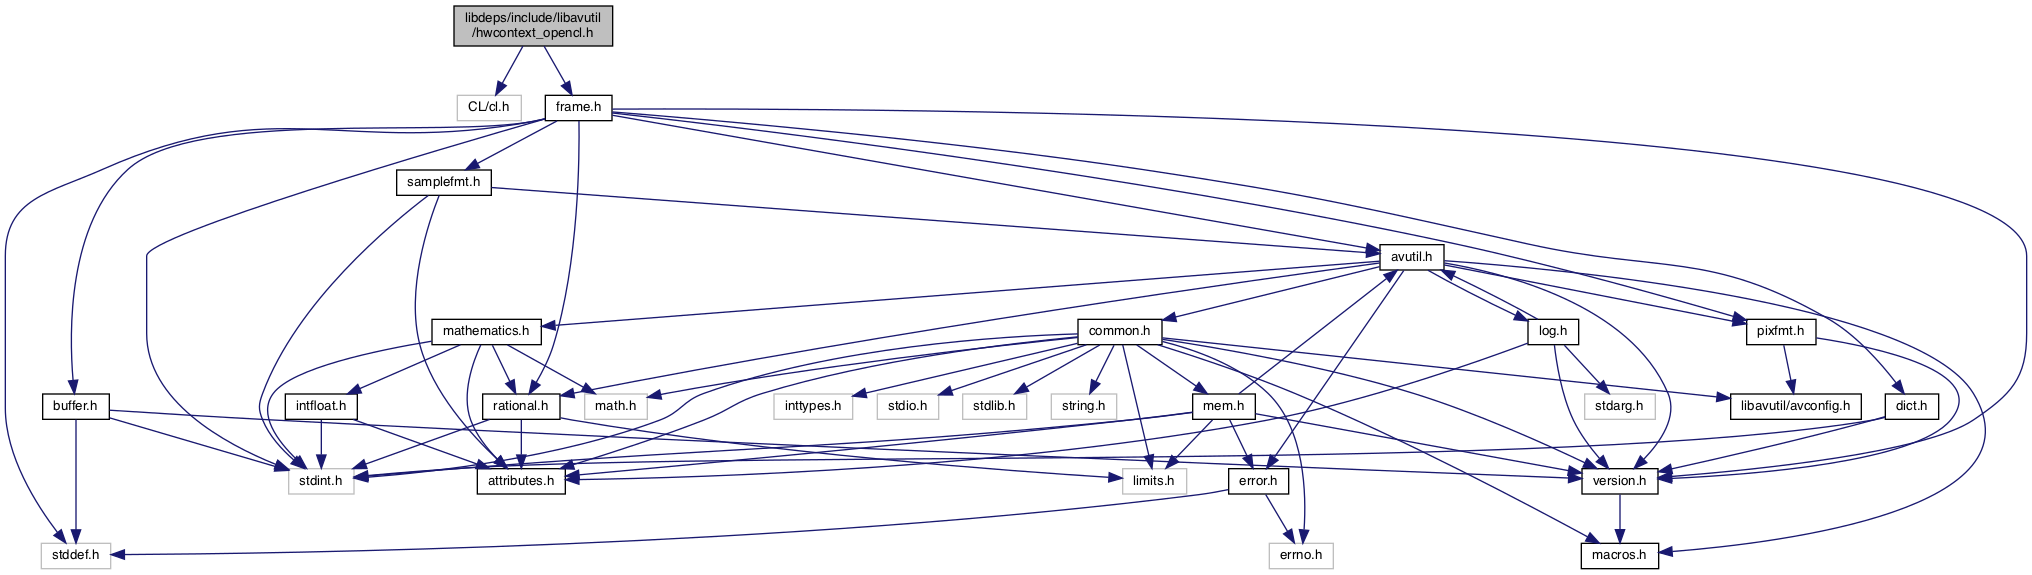 libdeps/include/libavutil
/hwcontext_opencl.h
CL/cl.h
frame.h
samplefmt.h
avutil.h
mathematics.h
common.h
log.h
pixfmt.h
buffer.h
intfloat.h
rational.h
math.h
inttypes.h
stdio.h
stdlib.h
string.h
mem.h
stdarg.h
libavutil/avconfig.h
dict.h
stdint.h
attributes.h
limits.h
error.h
version.h
stddef.h
errno.h
macros.h